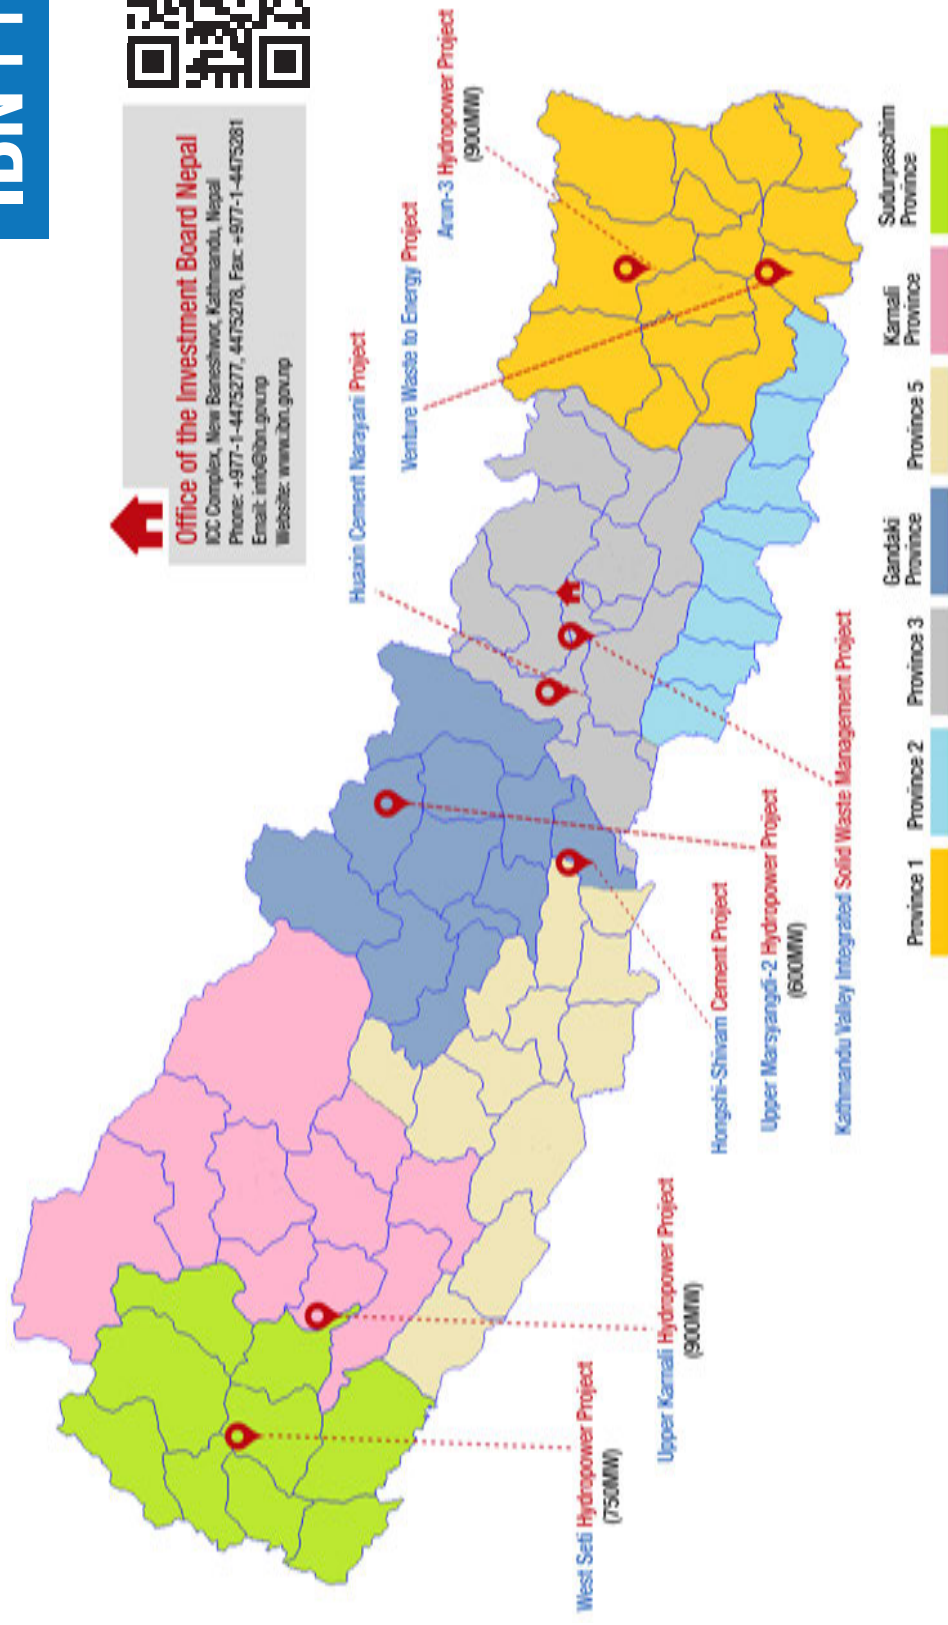 Office of the Investment Board Nepal
ICC Complex, New Baneshwor, Kathmandu, Nepal
Phone: +977-1-4475277, 4475278, Fax: +977-1-4475281
Email: info@ibn.gov.np
Website: www.ibn.gov.np
Arun-3 Hydropower Project
(900MW)
Venture Waste to Energy Project
Huaxin Cement Narayani Project
West Seti Hydropower Project
(750MW)
Upper Karnali Hydropower Project
(900MW)
Hongshi-Shivam Cement Project
Upper Marsyangdi-2 Hydropower Project
(600MW)
Kathmandu Valley Integrated Solid Waste Management Project
Province 1
Province 2
Province 3
Gandaki
Province
Province 5
Karnali
Province
Sudurpaschim
Province